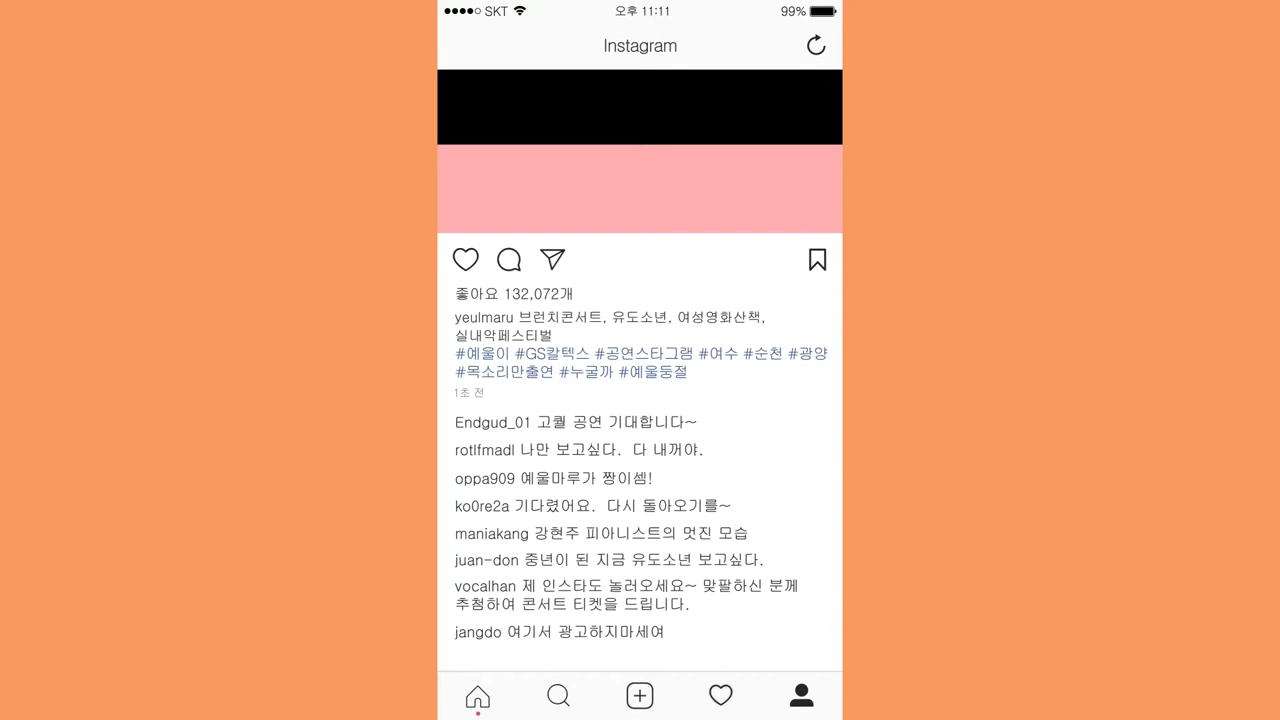 SKT 오후 11:11 99%
Instagram
좋아요 132,072개
yeulmaru 브런치콘서트, 유도소년, 여성영화산책,
실내악페스티벌
#예울이 #GS칼텍스 #공연스타그램 #여수 #순천 #광양
#목소리만출연 #누굴까 #예울둥절
1초 전
Endgud_01 고퀄 공연 기대합니다~
rotlfmadl 나만 보고싶다. 다 내꺼야.
oppa909 예울마루가 짱이셈!
ko0re2a 기다렸어요. 다시 돌아오기를~
maniakang 강현주 피아니스트의 멋진 모습
juan-don 중년이 된 지금 유도소년 보고싶다.
vocalhan 제 인스타도 놀러오세요~ 맞팔하신 분께
추첨하여 콘서트 티켓을 드립니다.
jangdo 여기서 광고하지마세여